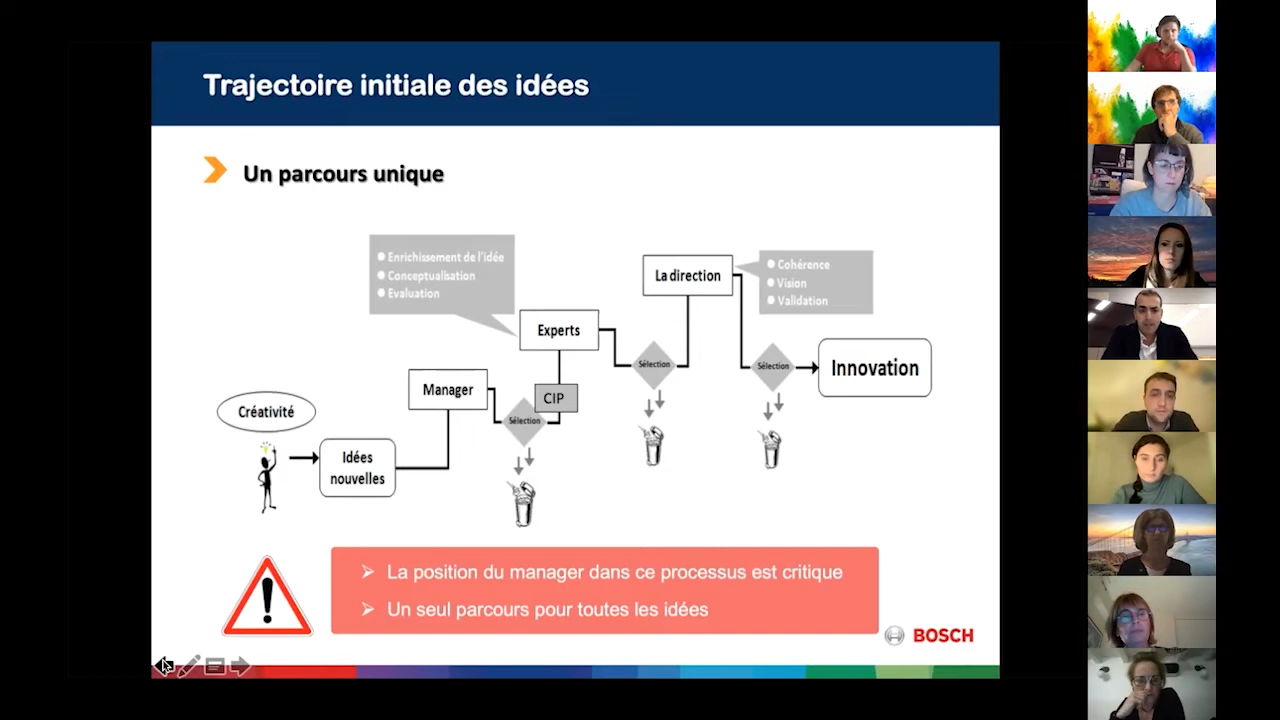 Trajectoire initiale des idées
Un parcours unique
Enrichissement de l'idée
Conceptualisation
Evaluation
La direction
Cohérence
Vision
Validation
Experts
Sélection
Sélection
Innovation
Manager
CIP
Sélection
Créativité
Idées
nouvelles
La position du manager dans ce processus est critique
Un seul parcours pour toutes les idées
BOSCH